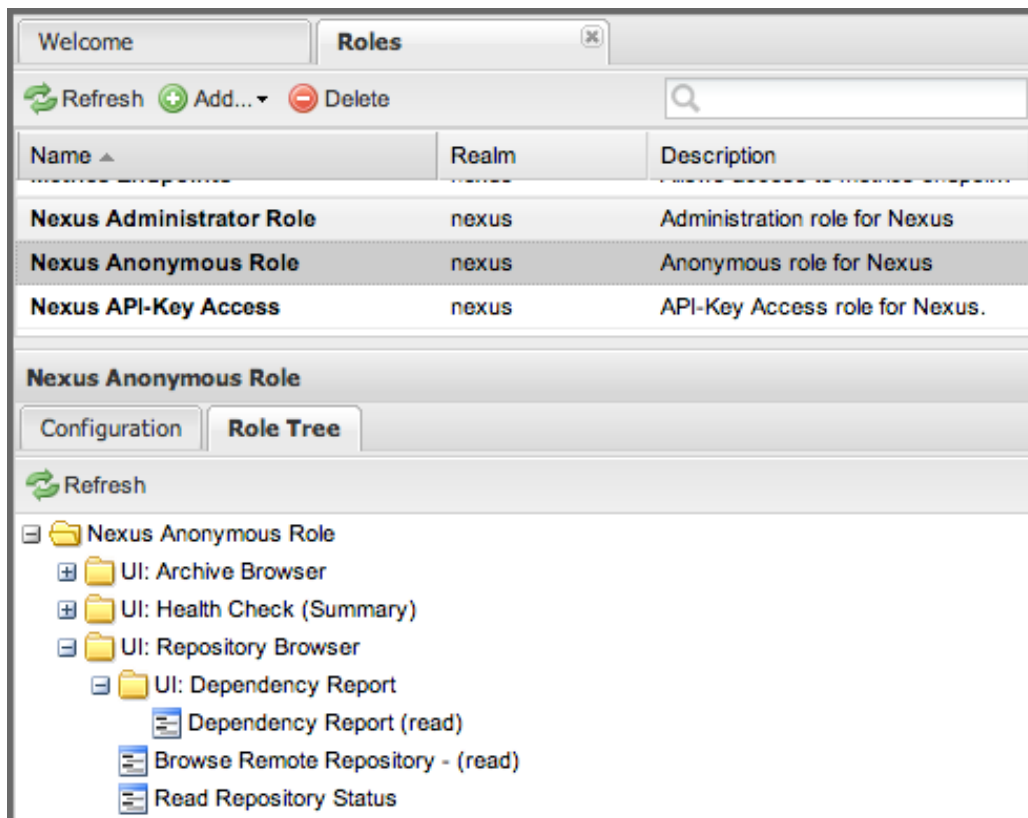 Welcome Roles
Refresh Add... Delete
Name Realm Description
Nexus Administrator Role nexus Administration role for Nexus
Nexus Anonymous Role nexus Anonymous role for Nexus
Nexus API-Key Access nexus API-Key Access role for Nexus.
Nexus Anonymous Role
Configuration Role Tree
Refresh
Nexus Anonymous Role
UI: Archive Browser
UI: Health Check (Summary)
UI: Repository Browser
UI: Dependency Report
Dependency Report (read)
Browse Remote Repository - (read)
Read Repository Status